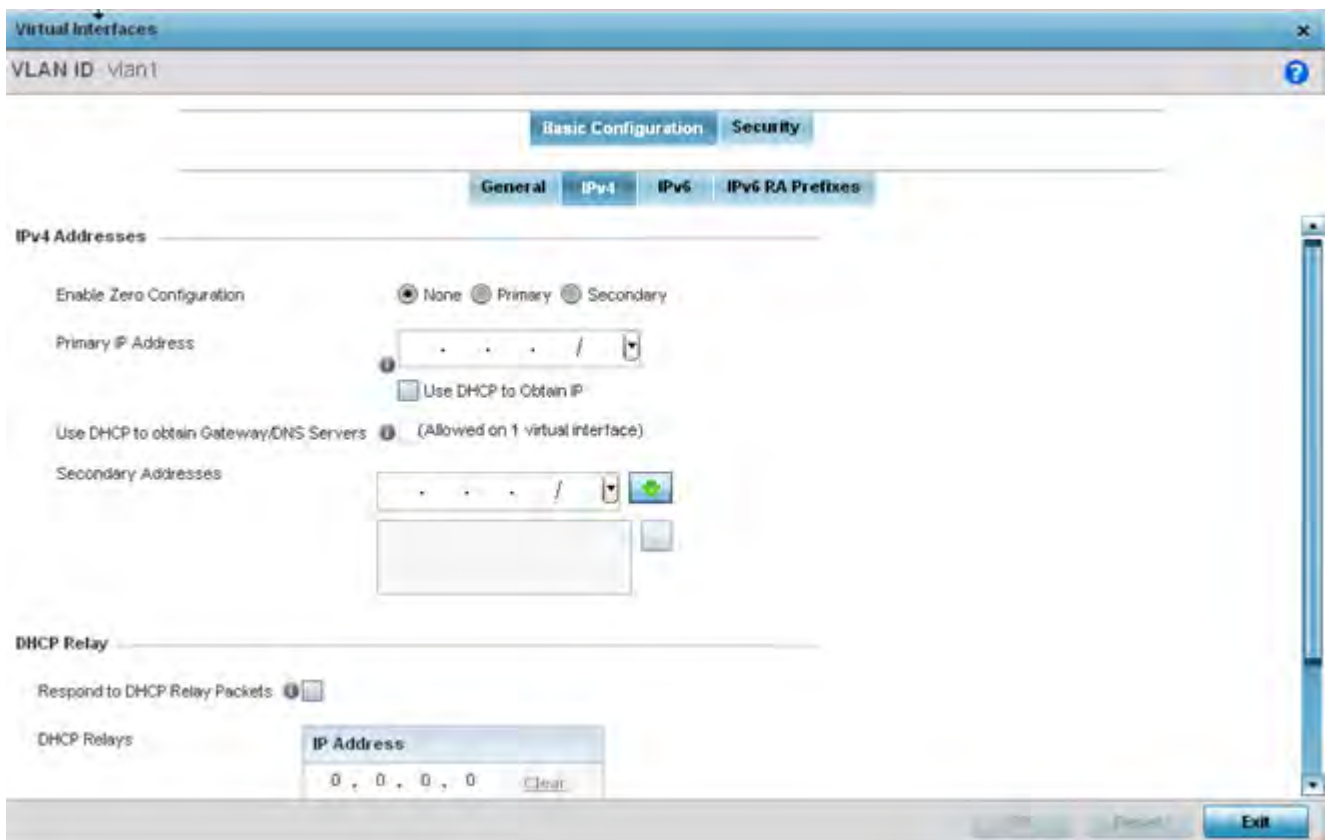 Virtual Interfaces
VLAN ID vlan1
Basic Configuration Security
General IPv4 IPv6 IPv6 RA Prefixes
IPv4 Addresses
Enable Zero Configuration None Primary Secondary
Primary IP Address . . . /
Use DHCP to Obtain IP
Use DHCP to obtain Gateway/DNS Servers (Allowed on 1 virtual interface)
Secondary Addresses . . . /
DHCP Relay
Respond to DHCP Relay Packets
DHCP Relays IP Address
0 . 0 . 0 . 0 Clear
Exit